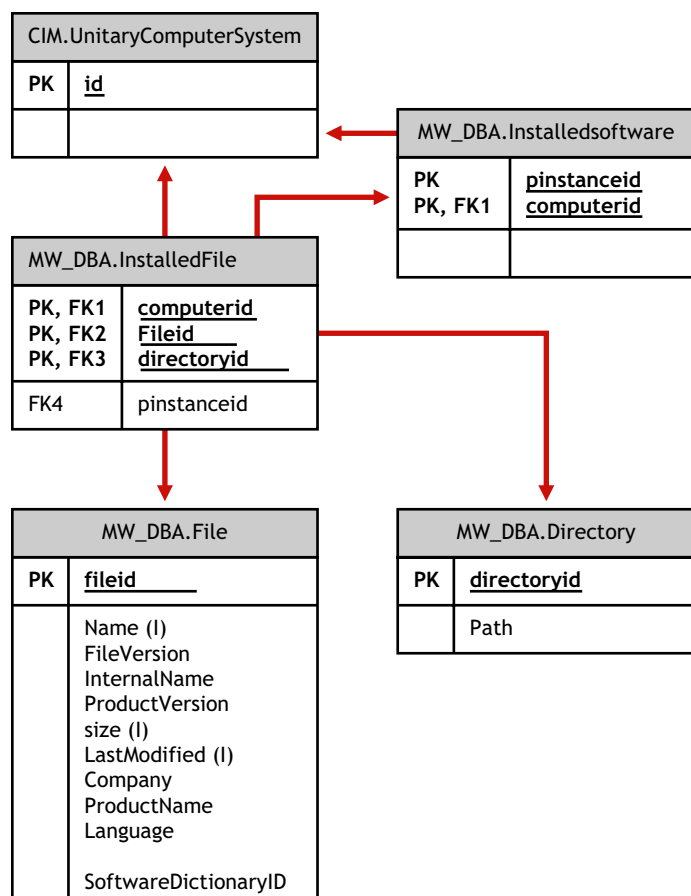 CIM.UnitaryComputerSystem
PK id
MW_DBA.Installedsoftware
PK pinstanceid
PK, FK1 computerid
MW_DBA.InstalledFile
PK, FK1 computerid
PK, FK2 Fileid
PK, FK3 directoryid
FK4 pinstanceid
MW_DBA.File
PK fileid
Name (I)
FileVersion
InternalName
ProductVersion
size (I)
LastModified (I)
Company
ProductName
Language
SoftwareDictionaryID
MW_DBA.Directory
PK directoryid
Path